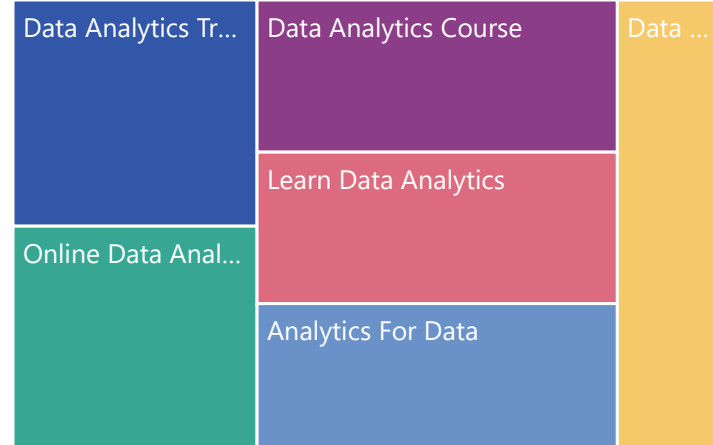 Data Analytics Tr...
Online Data Anal...
Data Analytics Course
Learn Data Analytics
Analytics For Data
Data ...